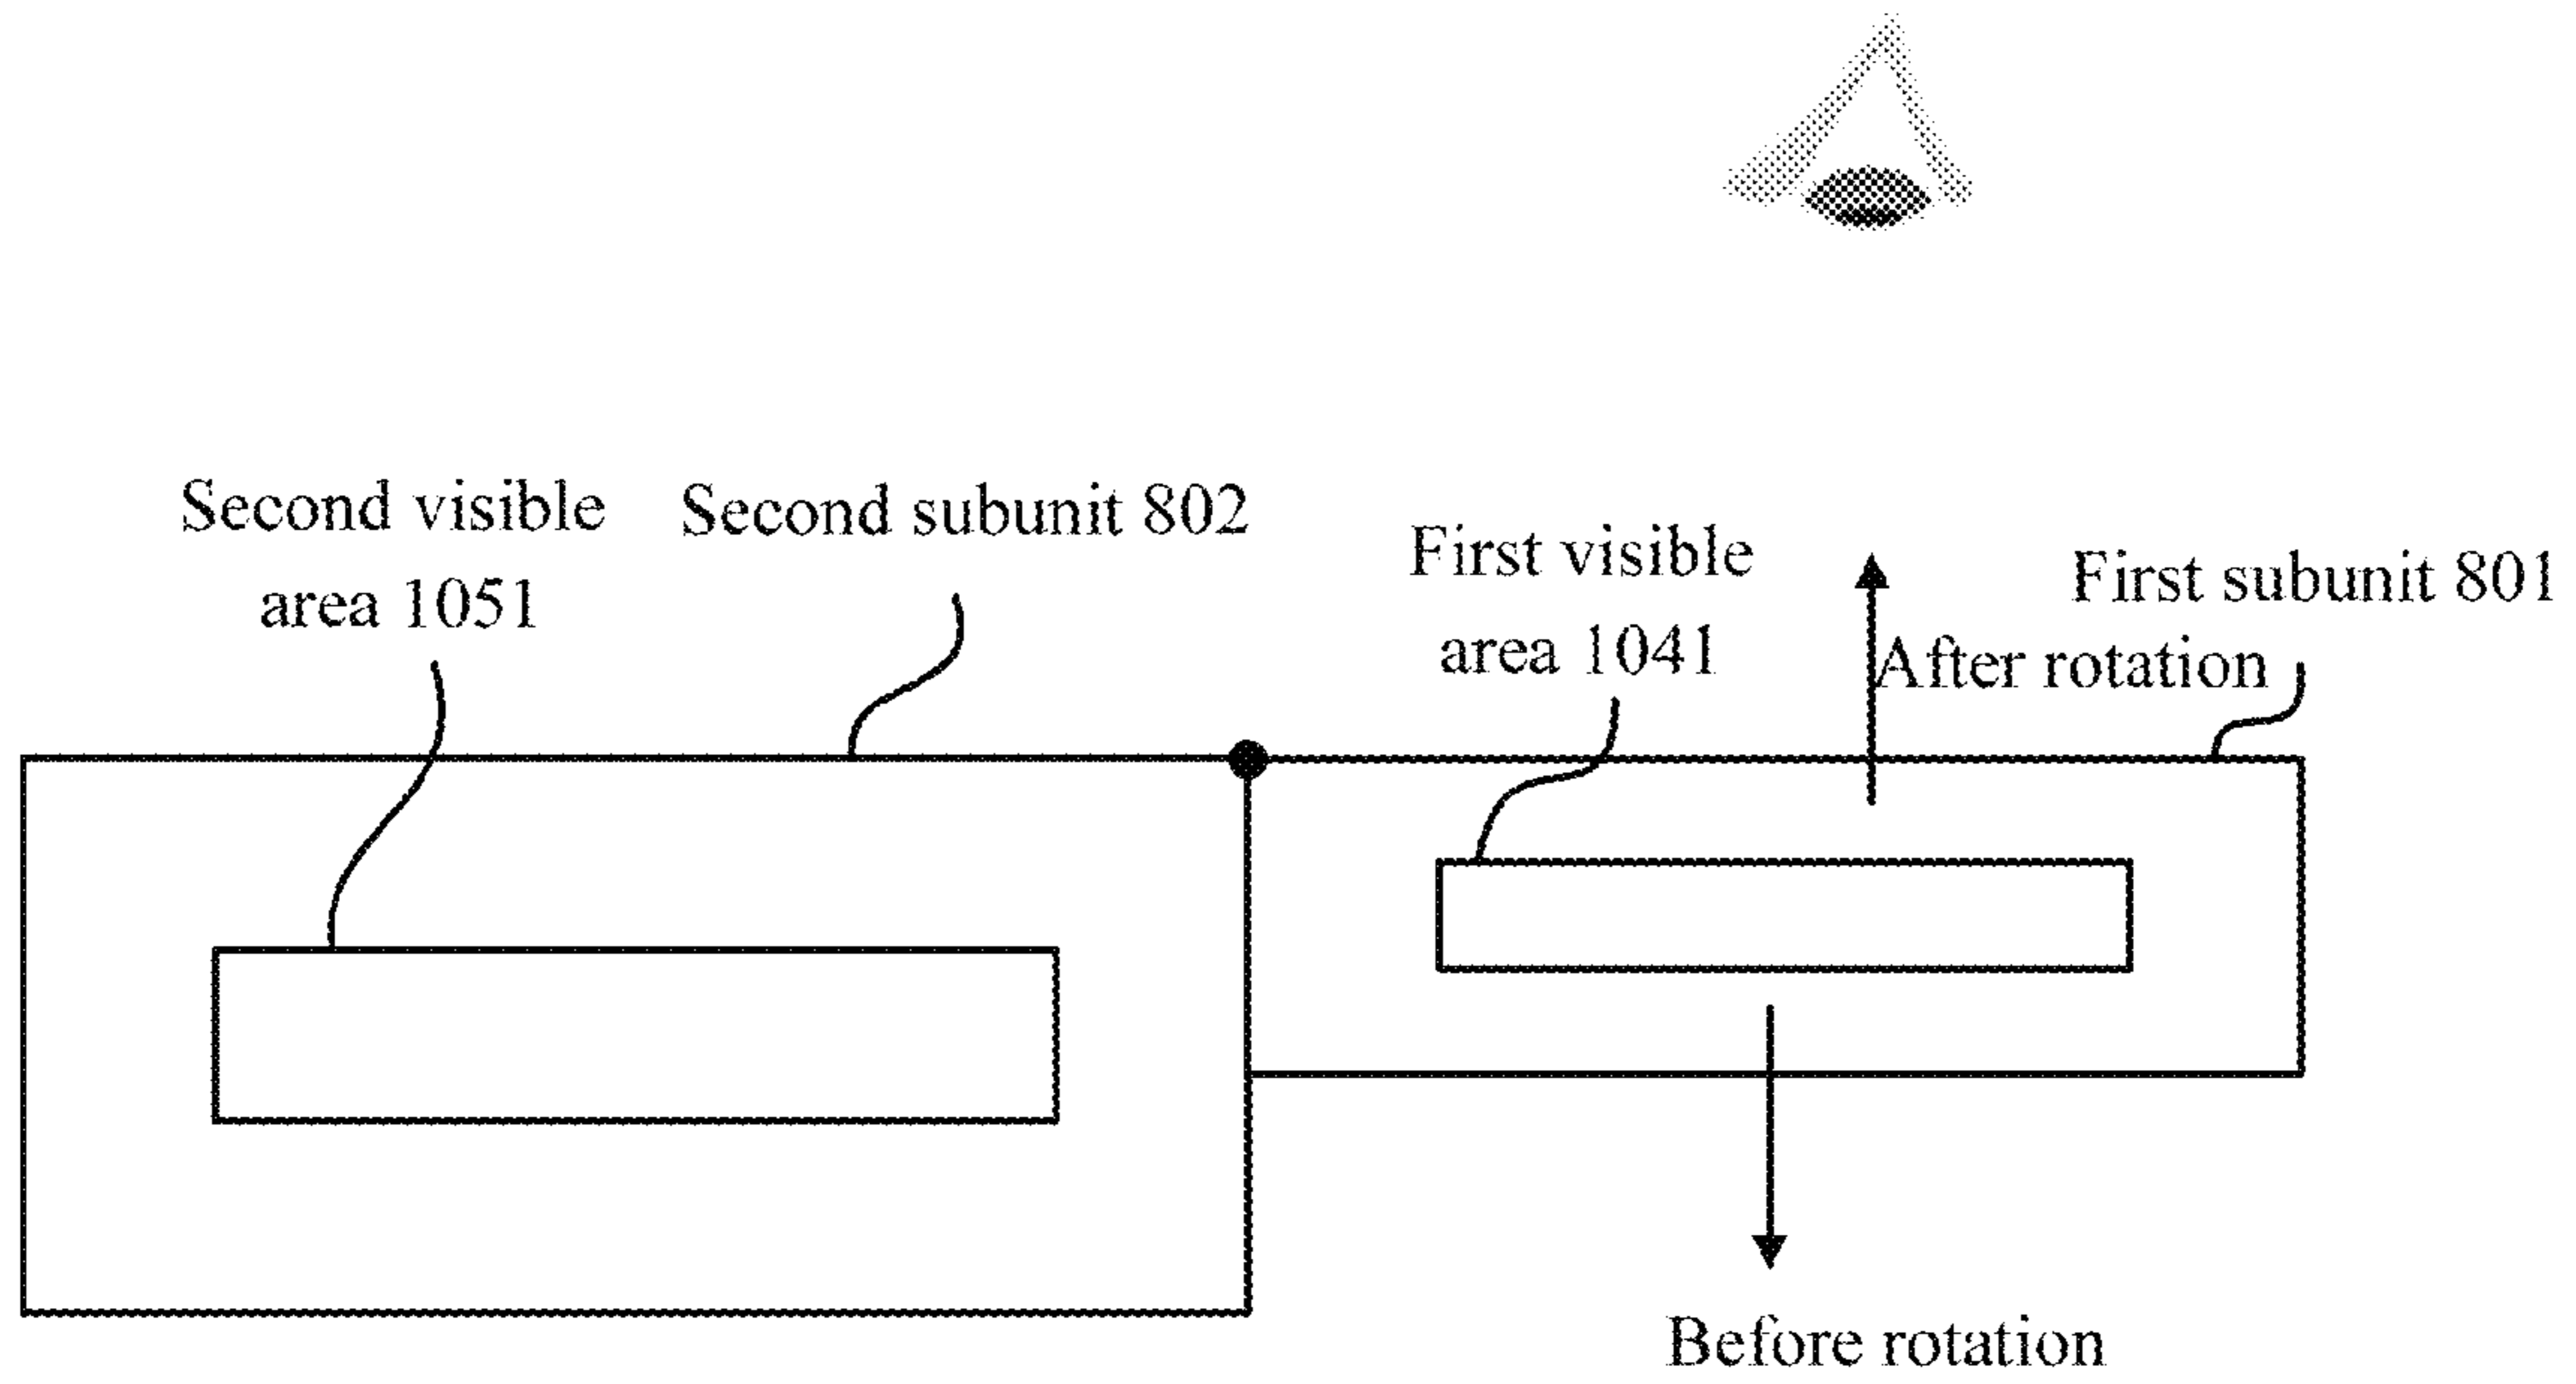 Second visible
area 1051
Second subunit 802
First visible
area 1041
First subunit 801
After rotation
Before rotation